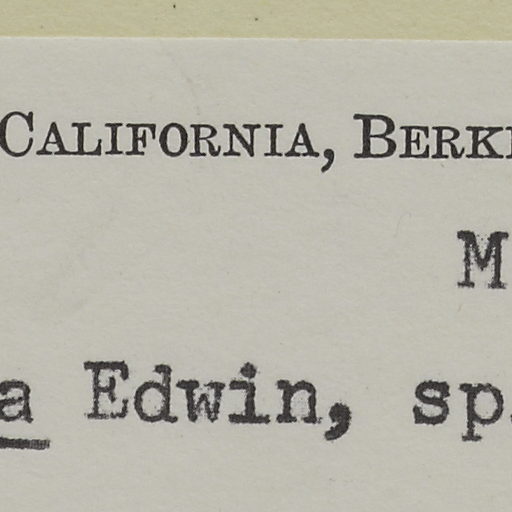 California, Berk
M
a Edwin, sp.